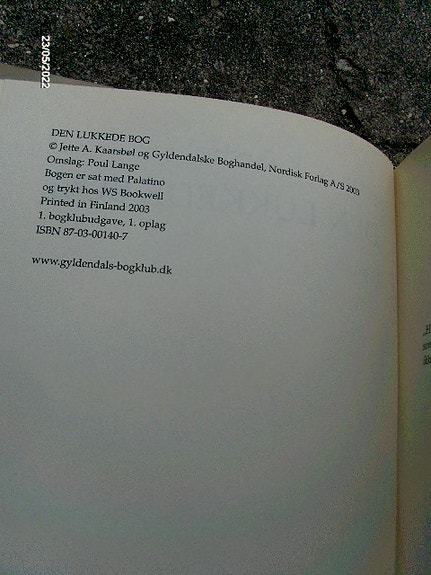 23/05/2022
DEN LUKKEDE BOG
© Jette A. Kaarsbøl og Gyldendalske Boghandel, Nordisk Forlag A/S 2003
Omslag: Poul Lange
Bogen er sat med Palatino
og trykt hos WS Bookwell
Printed in Finland 2003
1. bogklubudgave, 1. oplag
ISBN 87-03-00140-7
www.gyldendals-bogklub.dk